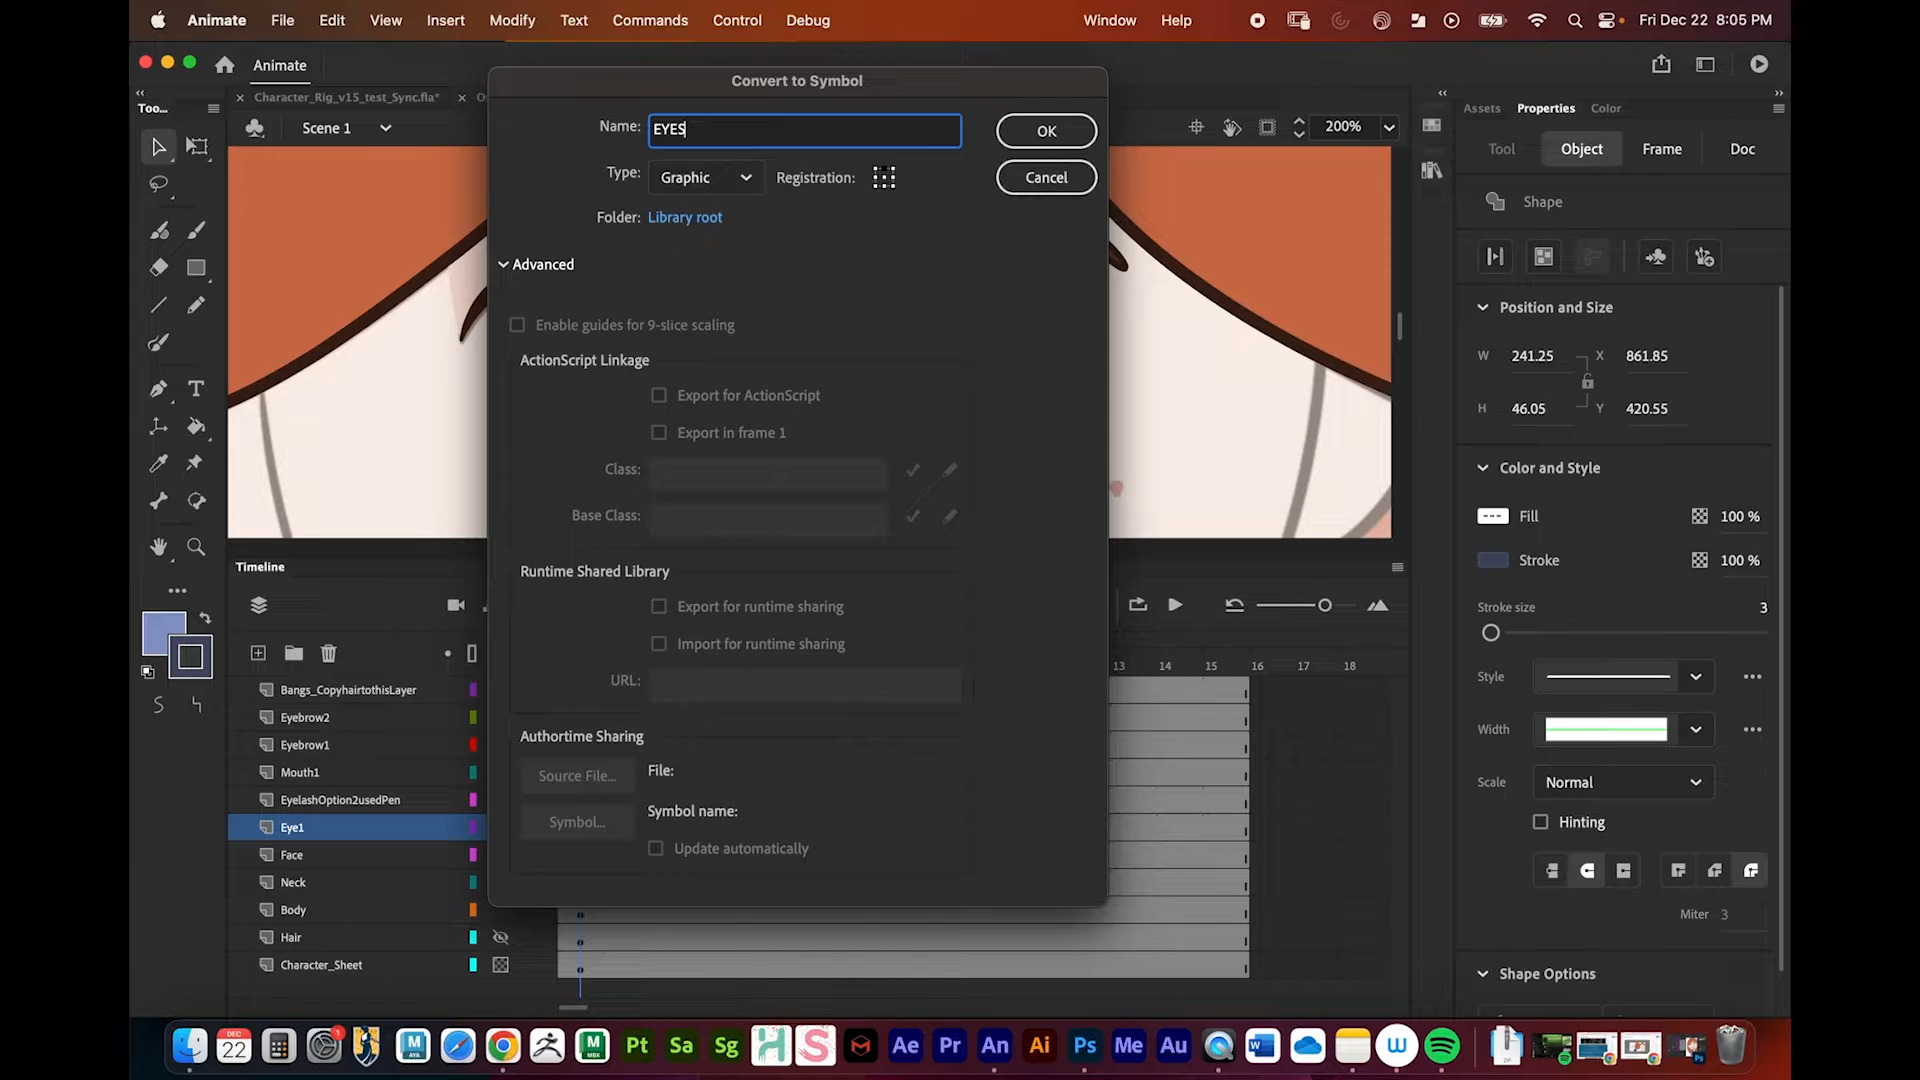 Animate File Edit View Insert Modify Text Commands Control Debug Window Help Fri Dec 22 8:05 PM
Animate
Convert to Symbol
Too...
Character_Rig_v15_test_Sync.fla*
Scene 1
200%
Assets Properties Color
Name: EYES
OK
Tool Object Frame Doc
Type: Graphic Registration:
Cancel
Folder: Library root
Shape
Advanced
Position and Size
Enable guides for 9-slice scaling
ActionScript Linkage
W 241.25 X 861.85
Export for ActionScript
H 46.05 Y 420.55
Export in frame 1
Class:
Color and Style
Base Class:
Fill 100 %
Timeline
Stroke 100 %
Runtime Shared Library
Export for runtime sharing
Stroke size 3
Import for runtime sharing
13 14 15 16 17 18
URL:
Style
Bangs_CopyhairtothisLayer
Eyebrow2
Width
Authortime Sharing
Eyebrow1
Source File... File:
Mouth1
Scale Normal
EyelashOption2usedPen
Symbol name:
Symbol...
Hinting
Eye1
Update automatically
Face
Neck
Body
Miter 3
Hair
Character_Sheet
Shape Options
DEC
22
1
M
MAYA
M
MBX
Pt Sa Sg H S Ae Pr An Ai Ps Me Au W W
ZIP
Ps